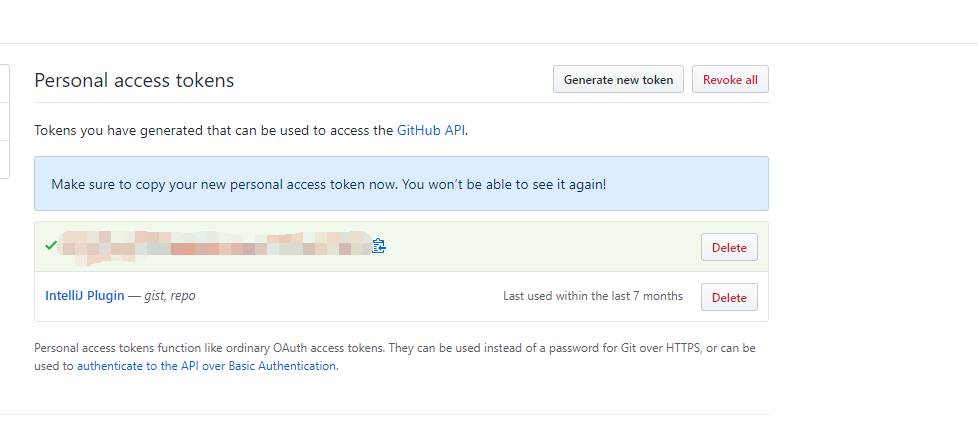 Personal access tokens
Generate new token
Revoke all
Tokens you have generated that can be used to access the GitHub API.
Make sure to copy your new personal access token now. You won’t be able to see it again!
Delete
IntelliJ Plugin — gist, repo
Last used within the last 7 months
Delete
Personal access tokens function like ordinary OAuth access tokens. They can be used instead of a password for Git over HTTPS, or can be
used to authenticate to the API over Basic Authentication.